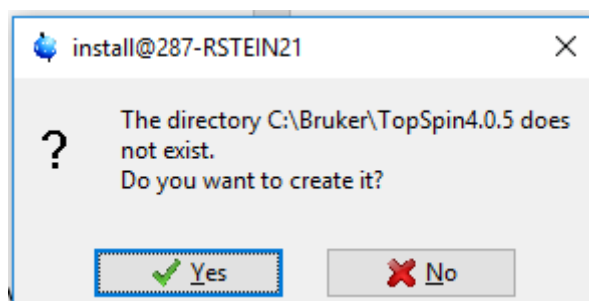 install@287-RSTEIN21
The directory C:\Bruker\TopSpin4.0.5 does
not exist.
Do you want to create it?
Yes
No